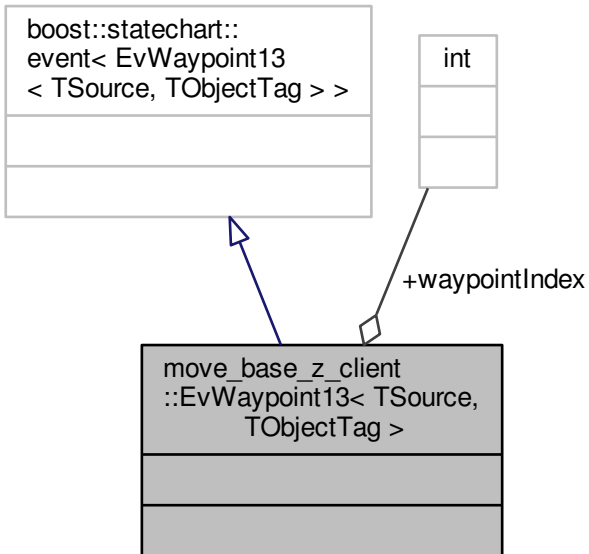 boost::statechart::
event< EvWaypoint13
< TSource, TObjectTag > >
int
+waypointIndex
move_base_z_client
::EvWaypoint13< TSource,
TObjectTag >